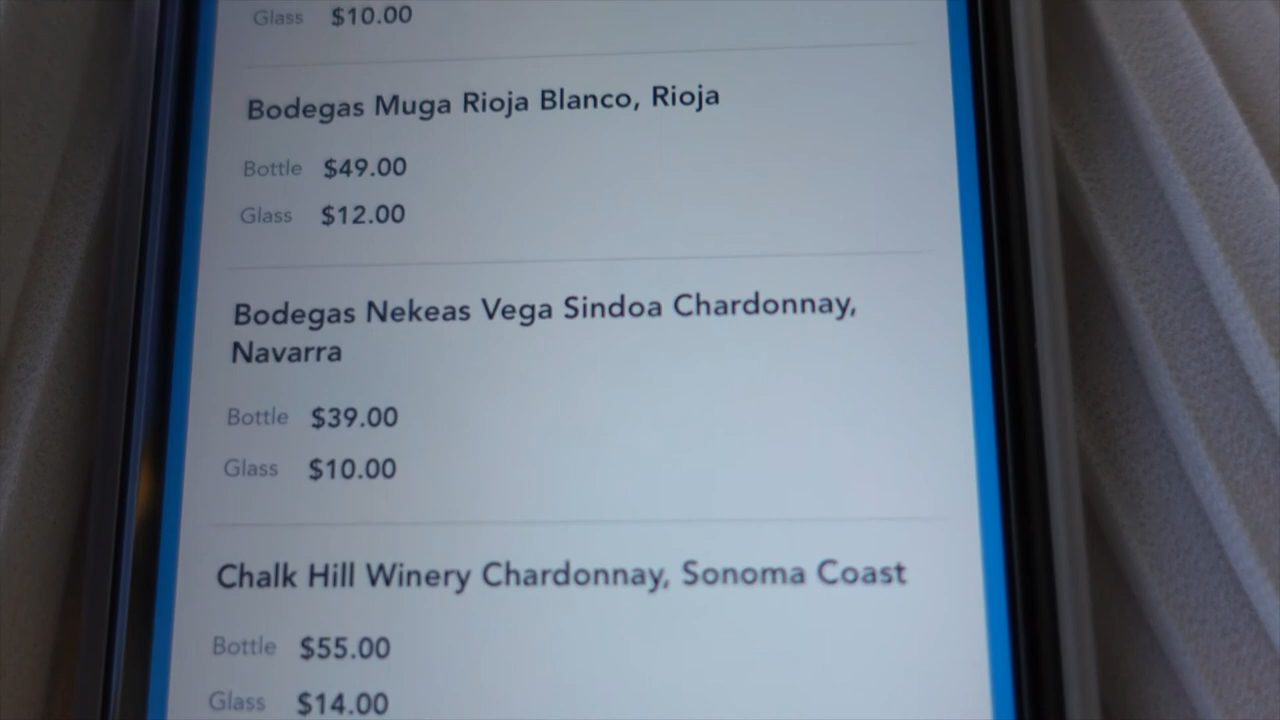 Glass $10.00
Bodegas Muga Rioja Blanco, Rioja
Bottle $49.00
Glass $12.00
Bodegas Nekeas Vega Sindoa Chardonnay,
Navarra
Bottle $39.00
Glass $10.00
Chalk Hill Winery Chardonnay, Sonoma Coast
Bottle $55.00
Glass $14.00